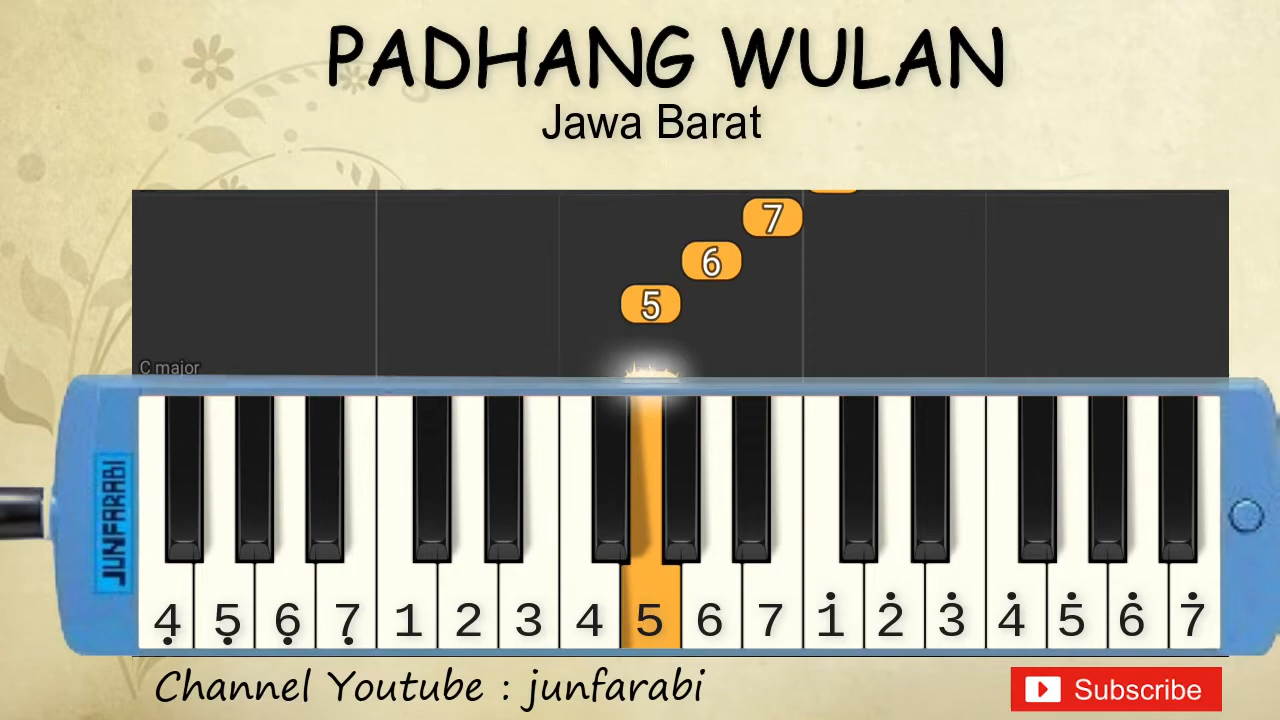 PADHANG WULAN
Jawa Barat
7
6
5
C major
JUNFARABI
4̣ 5̣ 6̣ 7̣ 1 2 3 4 5 6 7 1̇ 2̇ 3̇ 4̇ 5̇ 6̇ 7̇
Channel Youtube : junfarabi
Subscribe